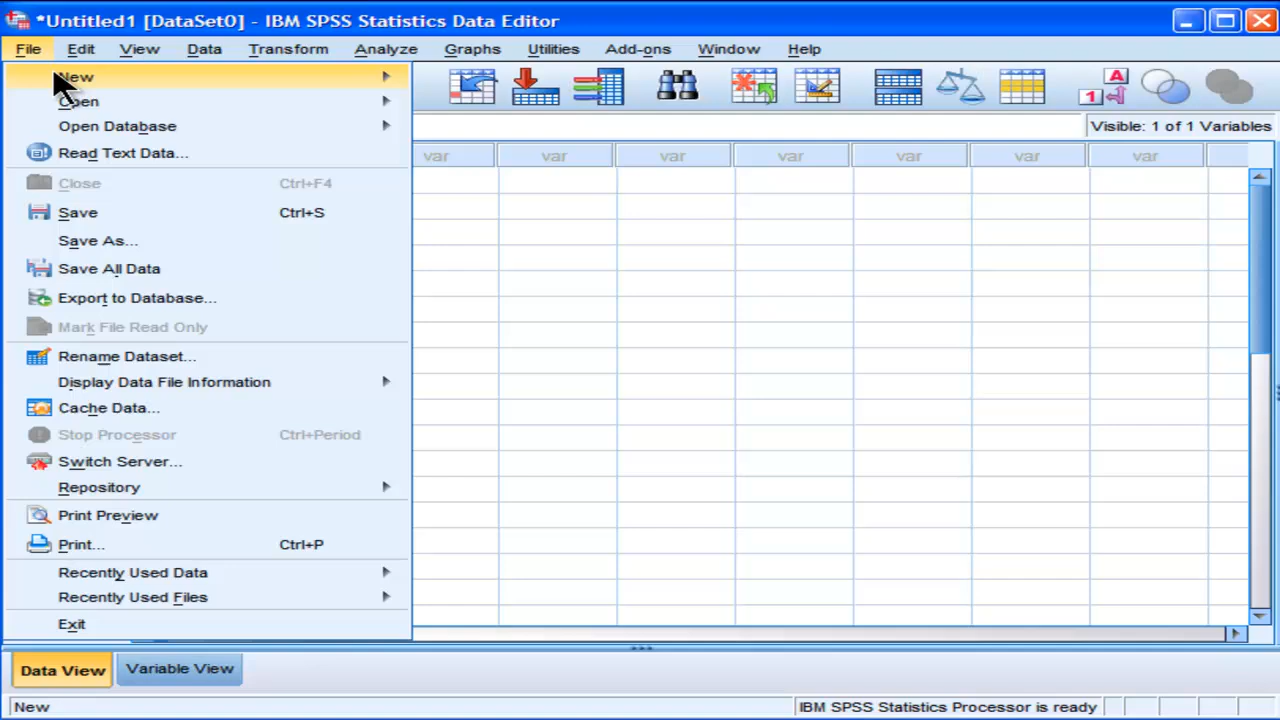 *Untitled1 [DataSet0] - IBM SPSS Statistics Data Editor
File Edit View Data Transform Analyze Graphs Utilities Add-ons Window Help
New
Open
Open Database
Read Text Data...
Close Ctrl+F4
Save Ctrl+S
Save As...
Save All Data
Export to Database...
Mark File Read Only
Rename Dataset...
Display Data File Information
Cache Data...
Stop Processor Ctrl+Period
Switch Server...
Repository
Print Preview
Print... Ctrl+P
Recently Used Data
Recently Used Files
Exit
A
1
Visible: 1 of 1 Variables
var var var var var var var
Data View Variable View
New IBM SPSS Statistics Processor is ready